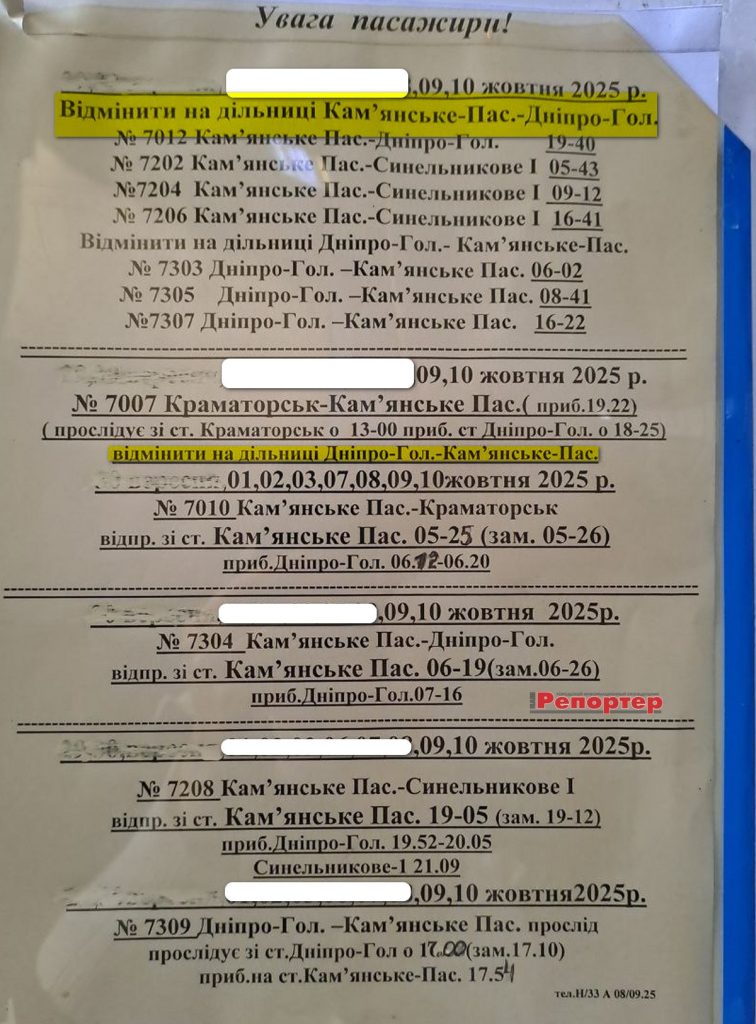 Увага пасажири!
,09,10 жовтня 2025 р.
Відмінити на дільниці Кам’янське-Пас.-Дніпро-Гол.
№ 7012 Кам’янське Пас.-Дніпро-Гол. 19-40
№ 7202 Кам’янське Пас.-Синельникове І 05-43
№7204 Кам’янське Пас.-Синельникове І 09-12
№ 7206 Кам’янське Пас.-Синельникове І 16-41
Відмінити на дільниці Дніпро-Гол.- Кам’янське-Пас.
№ 7303 Дніпро-Гол. –Кам’янське Пас. 06-02
№ 7305 Дніпро-Гол. –Кам’янське Пас. 08-41
№7307 Дніпро-Гол. –Кам’янське Пас. 16-22
09,10 жовтня 2025 р.
№ 7007 Краматорськ-Кам’янське Пас.( приб.19.22)
( прослідує зі ст. Краматорськ о 13-00 приб. ст Дніпро-Гол. о 18-25)
відмінити на дільниці Дніпро-Гол.-Кам’янське-Пас.
30 вересня,01,02,03,07,08,09,10жовтня 2025 р.
№ 7010 Кам’янське Пас.-Краматорськ
відпр. зі ст. Кам’янське Пас. 05-25 (зам. 05-26)
приб.Дніпро-Гол. 06.12-06.20
,09,10 жовтня 2025р.
№ 7304 Кам’янське Пас.-Дніпро-Гол.
відпр. зі ст. Кам’янське Пас. 06-19(зам.06-26)
приб.Дніпро-Гол.07-16
Репортер
,09,10 жовтня 2025р.
№ 7208 Кам’янське Пас.-Синельникове І
відпр. зі ст. Кам’янське Пас. 19-05 (зам. 19-12)
приб.Дніпро-Гол. 19.52-20.05
Синельникове-1 21.09
,09,10 жовтня2025р.
№ 7309 Дніпро-Гол. –Кам’янське Пас. прослід
прослідує зі ст.Дніпро-Гол о 17.00(зам.17.10)
приб.на ст.Кам’янське-Пас. 17.54
тел.Н/33 А 08/09.25